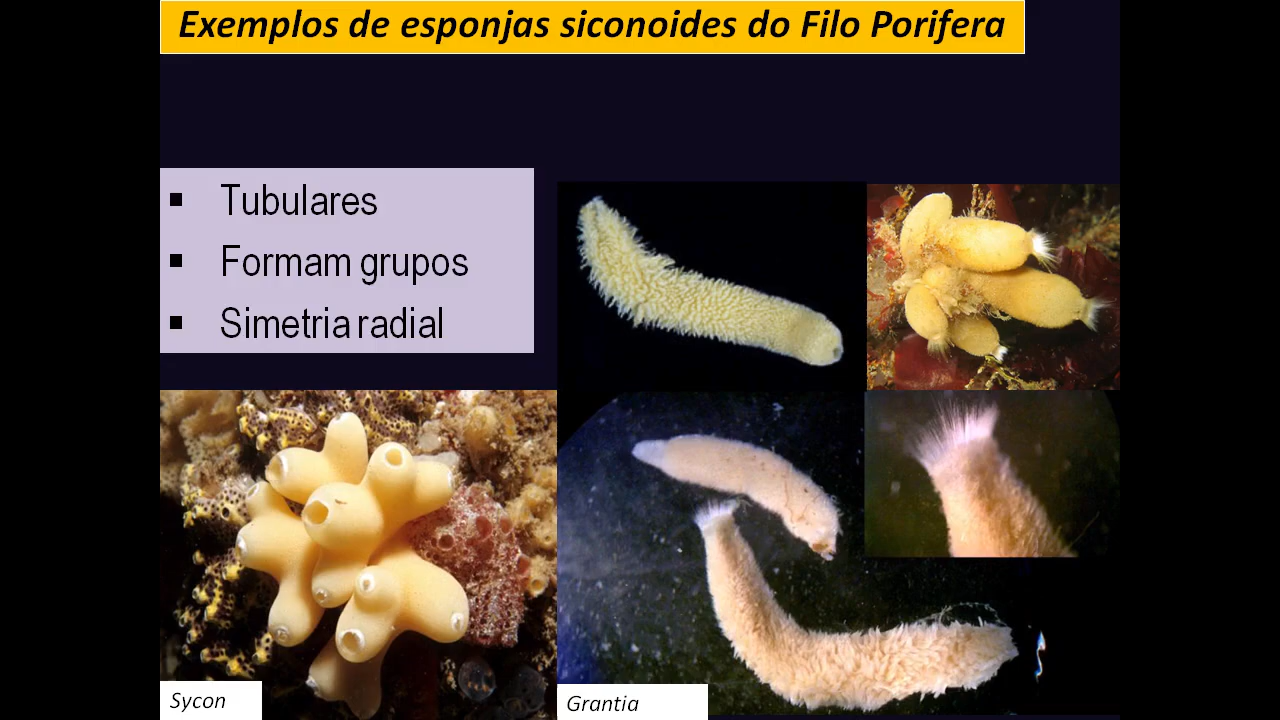 Exemplos de esponjas siconoides do Filo Porifera
▪ Tubulares
▪ Formam grupos
▪ Simetria radial
Sycon
Grantia